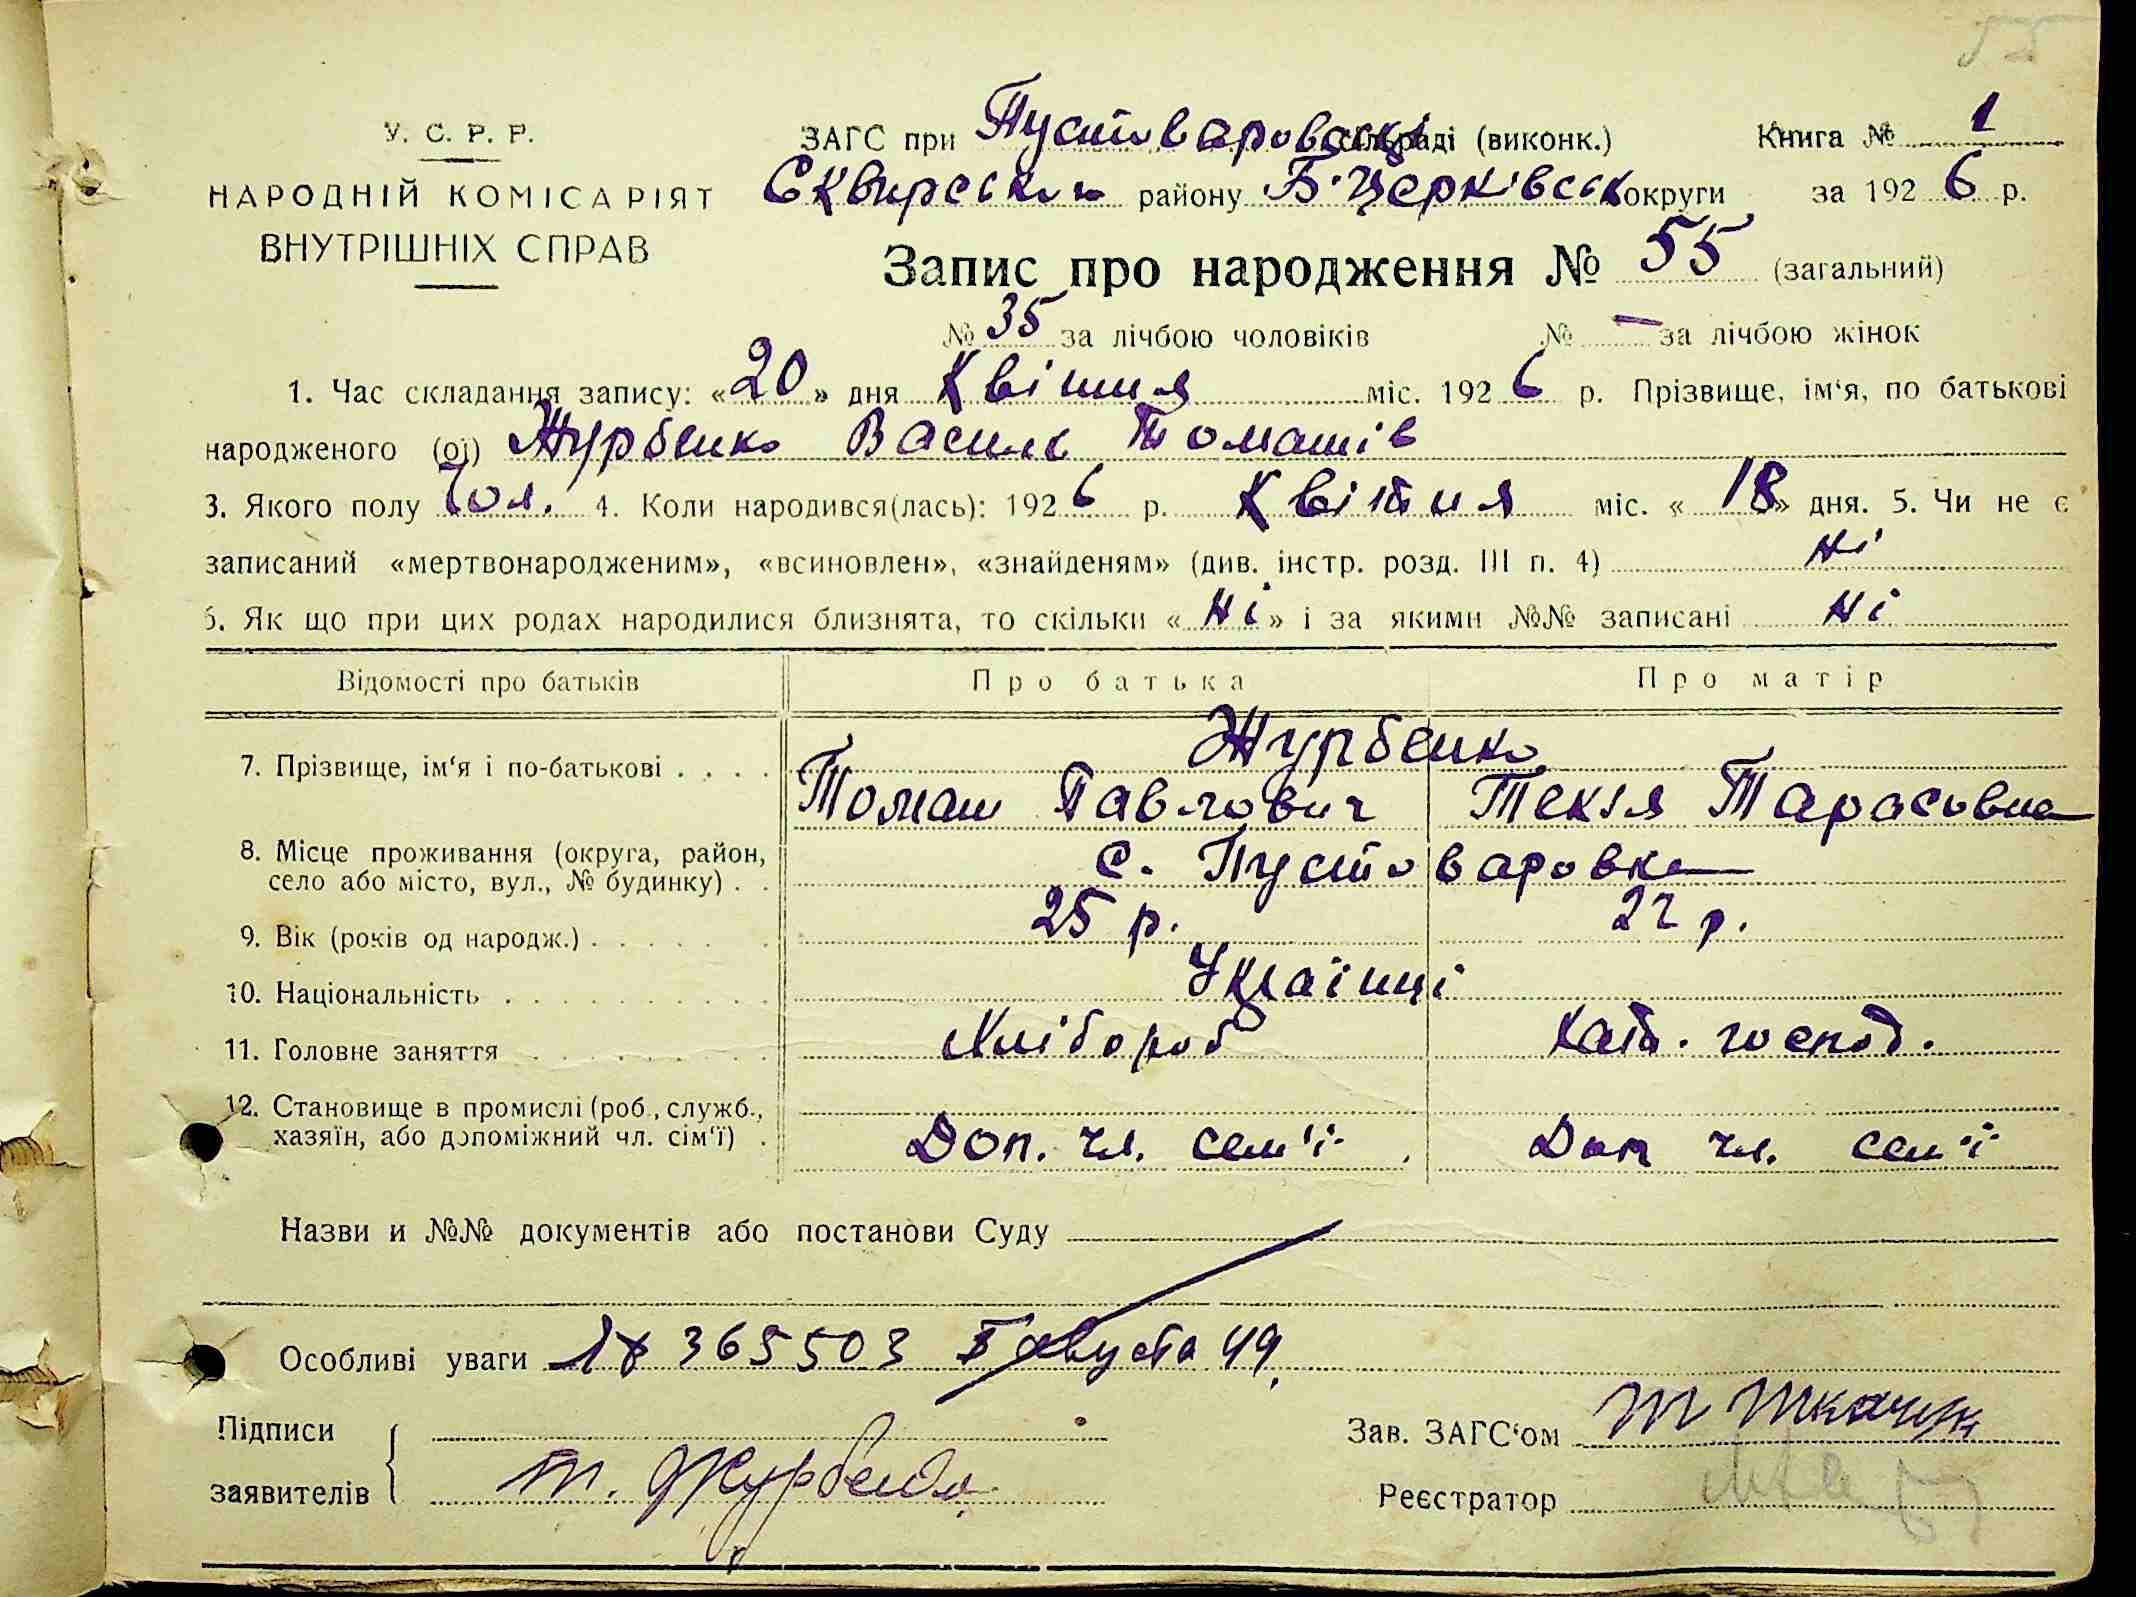 55
У. С. Р. Р.
НАРОДНІЙ КОМІСАРІЯТ
ВНУТРІШНІХ СПРАВ
ЗАГС при Пустоваровській сільраді (виконк.) Книга № 1
Сквирського району Б-Церківськ округи за 1926 р.
Запис про народження № 55 (загальний)
№ 35 за лічбою чоловіків № — за лічбою жінок
1. Час складання запису: «20» дня Квітня міс. 1926 р. Прізвище, ім‘я, по батькові
народженого (ої) Журбенко Василь Томашів
3. Якого полу Чол. 4. Коли народився(лась): 1926 р. Квітня міс. «18» дня. 5. Чи не є
записаний «мертвонародженим», «всиновлен», «знайденям» (див. інстр. розд. III п. 4) Ні
6. Як що при цих родах народилися близнята, то скільки «Ні» і за якими №№ записані Ні
Відомості про батьків Про батька Про матір
7. Прізвище, ім‘я і по-батькові . . . . Журбенко
Томаш Павлович Текля Тарасовна
8. Місце проживання (округа, район,
село або місто, вул., № будинку) . . с. Пустоваровка
9. Вік (років од народж.) . . . . . . 25 р. 22 р.
10. Національність . . . . . . . . . Українці
11. Головне заняття . . . . . . . . Хлібороб Хатн. господ.
12. Становище в промислі (роб., служб.,
хазяїн, або допоміжний чл. сім‘ї) . Доп. чл. сем'ї Доп чл. сем'ї
Назви и №№ документів або постанови Суду
Особливі уваги 365503 августа 49.
Підписи
заявителів Т. Журбенко
Зав. ЗАГС‘ом Т Ткачук
Реєстратор